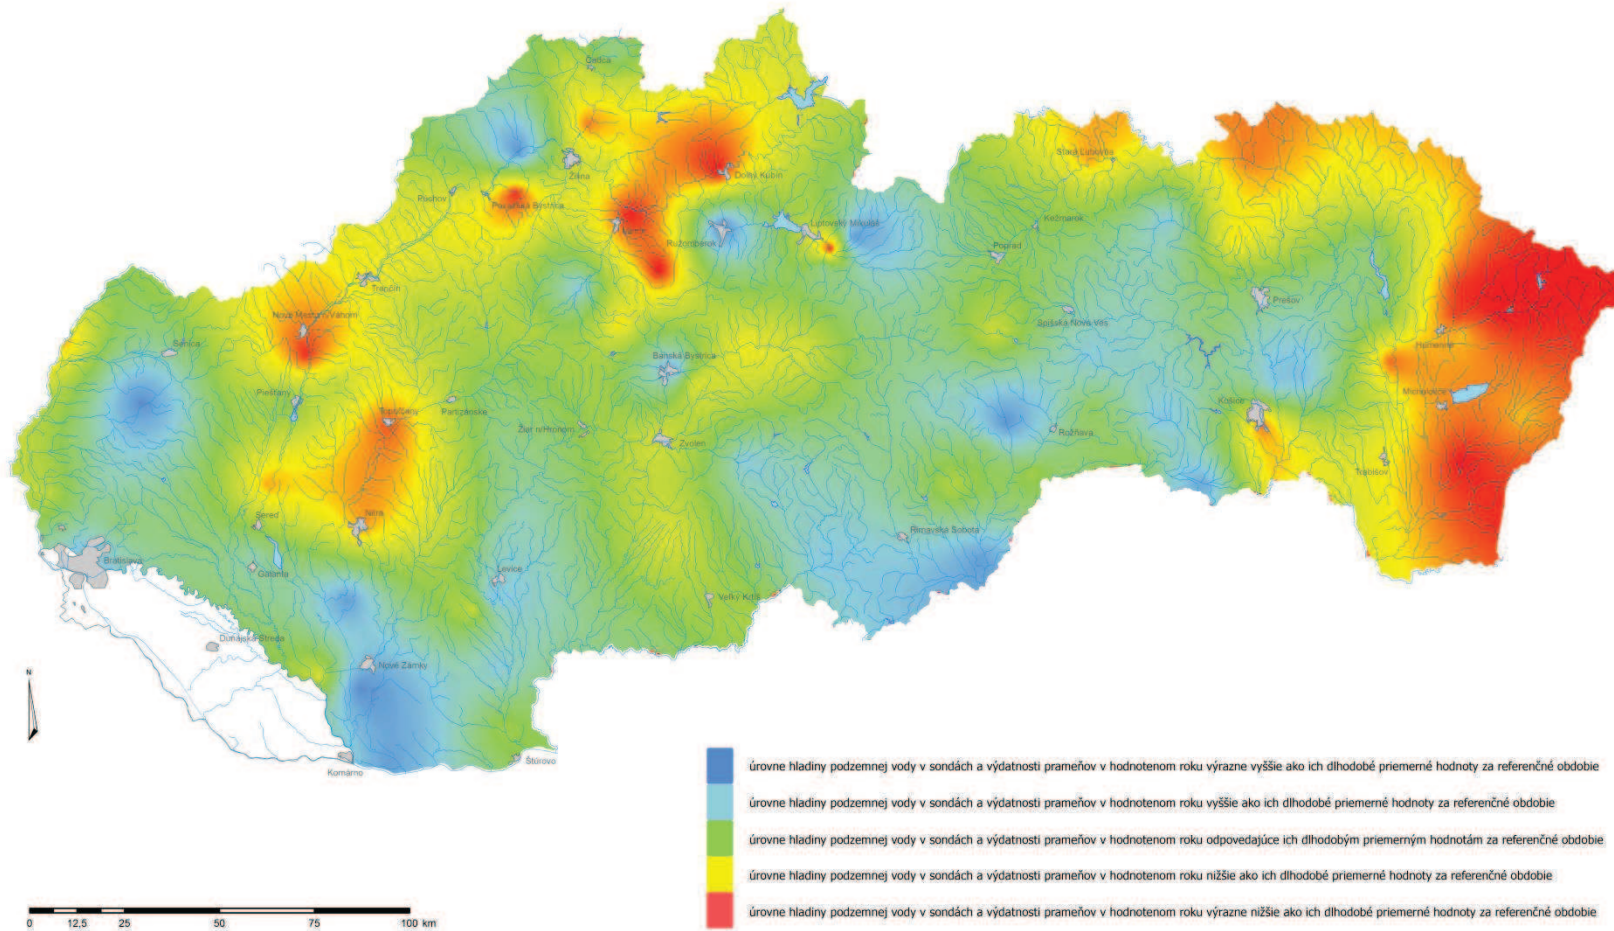 Čadca
Žilina
Dolný Kubín
Stará Ľubovňa
Púchov
Považská Bystrica
Martin
Ružomberok
Liptovský Mikuláš
Kežmarok
Poprad
Trenčín
Nové Mesto n/Váhom
Prešov
Spišská Nová Ves
Humenné
Senica
Banská Bystrica
Piešťany
Topoľčany
Partizánske
Michalovce
Košice
Žiar n/Hronom
Zvolen
Rožňava
Trebišov
Sereď
Nitra
Rimavská Sobota
Bratislava
Galanta
Levice
Veľký Krtíš
Dunajská Streda
Nové Zámky
N
Komárno
Štúrovo
úrovne hladiny podzemnej vody v sondách a výdatnosti prameňov v hodnotenom roku výrazne vyššie ako ich dlhodobé priemerné hodnoty za referenčné obdobie
úrovne hladiny podzemnej vody v sondách a výdatnosti prameňov v hodnotenom roku vyššie ako ich dlhodobé priemerné hodnoty za referenčné obdobie
úrovne hladiny podzemnej vody v sondách a výdatnosti prameňov v hodnotenom roku odpovedajúce ich dlhodobým priemerným hodnotám za referenčné obdobie
úrovne hladiny podzemnej vody v sondách a výdatnosti prameňov v hodnotenom roku nižšie ako ich dlhodobé priemerné hodnoty za referenčné obdobie
úrovne hladiny podzemnej vody v sondách a výdatnosti prameňov v hodnotenom roku výrazne nižšie ako ich dlhodobé priemerné hodnoty za referenčné obdobie
0 12,5 25 50 75 100 km